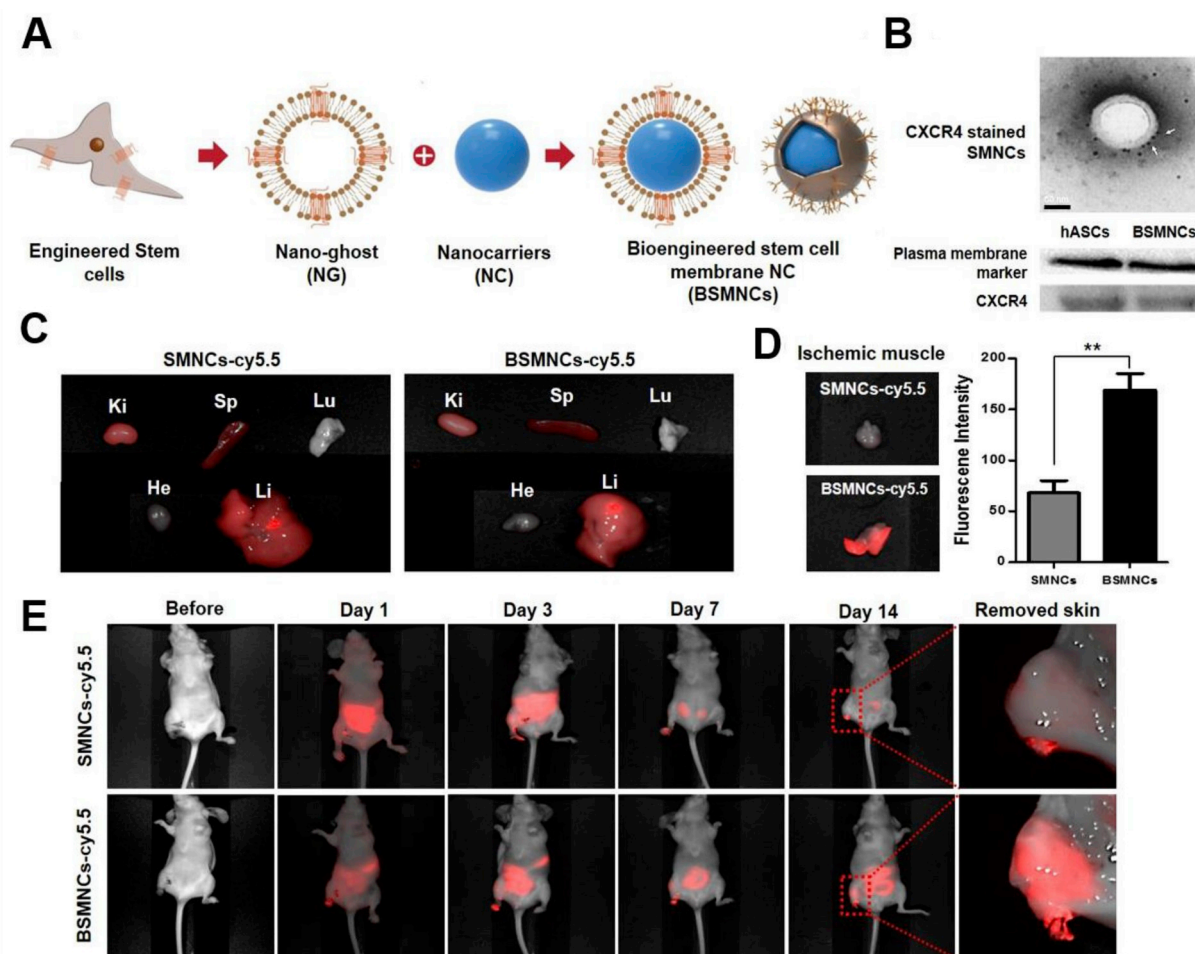 A
Engineered Stem
cells
Nano-ghost
(NG)
Nanocarriers
(NC)
Bioengineered stem cell
membrane NC
(BSMNCs)
B
CXCR4 stained
SMNCs
hASCs BSMNCs
Plasma membrane
marker
CXCR4
C
SMNCs-cy5.5
Ki Sp Lu
He Li
BSMNCs-cy5.5
Ki Sp Lu
He Li
D
Ischemic muscle
SMNCs-cy5.5
BSMNCs-cy5.5
Fluorescene Intensity
200
150
100
50
0
**
SMNCs BSMNCs
E
Before Day 1 Day 3 Day 7 Day 14 Removed skin
SMNCs-cy5.5
BSMNCs-cy5.5